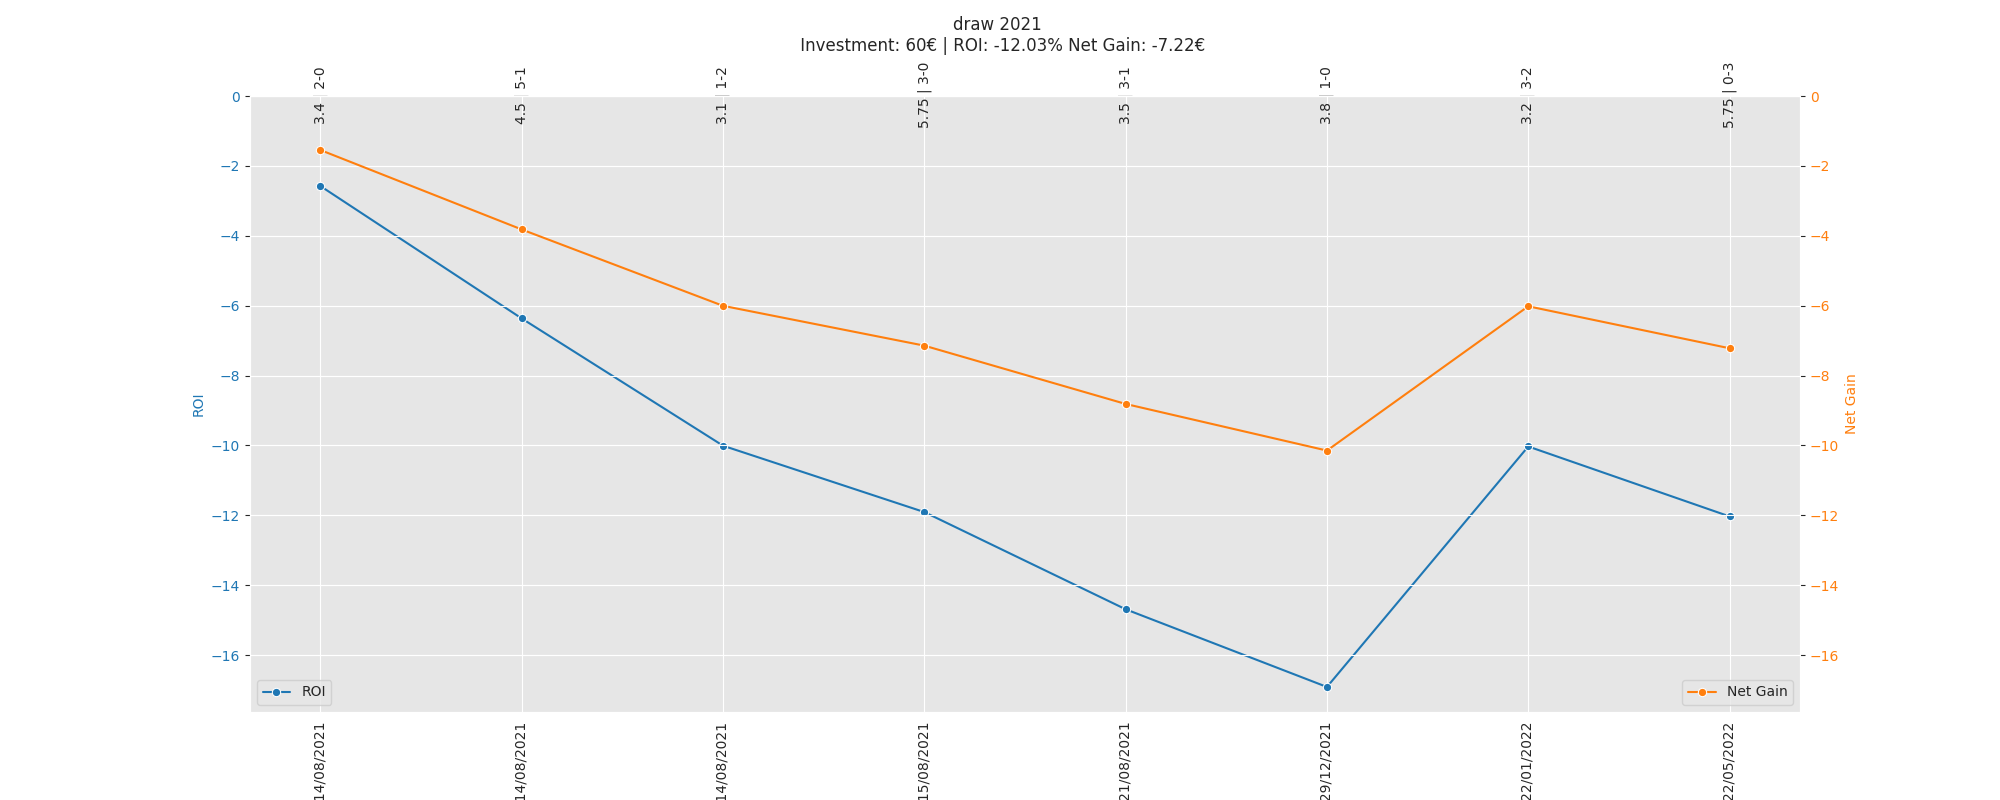 draw 2021
Investment: 60€ | ROI: -12.03% Net Gain: -7.22€
3.4 | 2-0
4.5 | 5-1
3.1 | 1-2
5.75 | 3-0
3.5 | 3-1
3.8 | 1-0
3.2 | 3-2
5.75 | 0-3
0
−2
−4
−6
−8
−10
−12
−14
−16
ROI
0
−2
−4
−6
−8
−10
−12
−14
−16
Net Gain
ROI
Net Gain
14/08/2021
14/08/2021
14/08/2021
15/08/2021
21/08/2021
29/12/2021
22/01/2022
22/05/2022